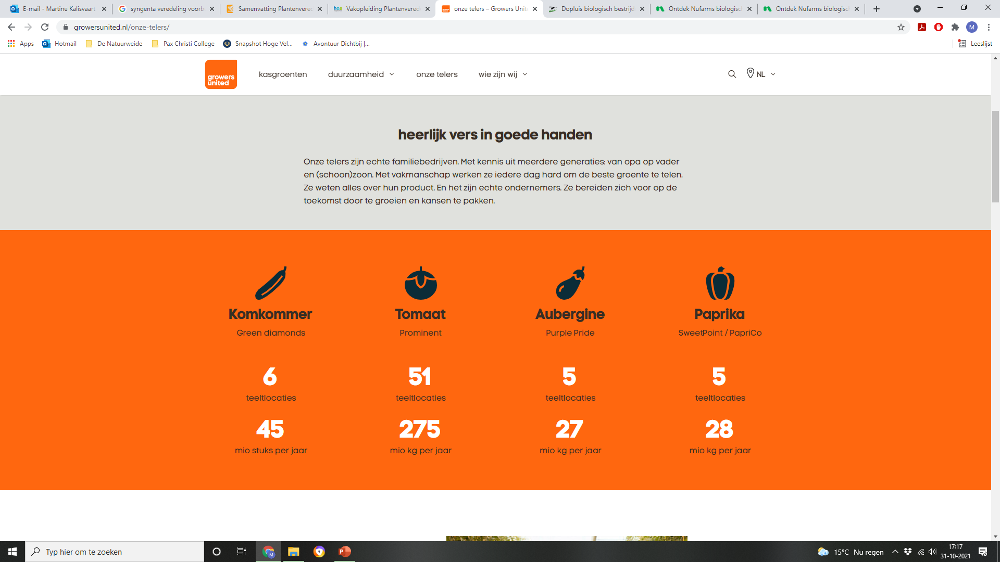 E-mail - Martine Kalisvaart
syngenta veredeling voorb
Samenvatting Plantenvered
has Vakopleiding Plantenvered
onze telers – Growers Unite
Dopluis biologisch bestrijd
Ontdek Nufarms biologisch
Ontdek Nufarms biologisch
growersunited.nl/onze-telers/
M
Apps
Hotmail
De Natuurweide
Pax Christi College
Snapshot Hoge Vel...
Avontuur Dichtbij |...
Leeslijst
growers
united
kasgroenten
duurzaamheid
onze telers
wie zijn wij
NL
heerlijk vers in goede handen
Onze telers zijn echte familiebedrijven. Met kennis uit meerdere generaties: van opa op vader
en (schoon)zoon. Met vakmanschap werken ze iedere dag hard om de beste groente te telen.
Ze weten alles over hun product. En het zijn echte ondernemers. Ze bereiden zich voor op de
toekomst door te groeien en kansen te pakken.
Komkommer
Green diamonds
6
teeltlocaties
45
mio stuks per jaar
Tomaat
Prominent
51
teeltlocaties
275
mio kg per jaar
Aubergine
Purple Pride
5
teeltlocaties
27
mio kg per jaar
Paprika
SweetPoint / PapriCo
5
teeltlocaties
28
mio kg per jaar
Typ hier om te zoeken
15°C Nu regen
17:17
31-10-2021